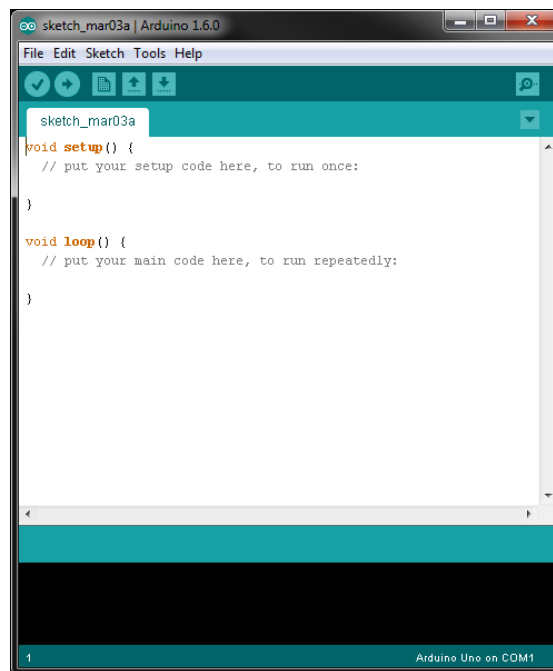 sketch_mar03a | Arduino 1.6.0
File Edit Sketch Tools Help
sketch_mar03a
void setup() {
  // put your setup code here, to run once:
}
void loop() {
  // put your main code here, to run repeatedly:
}
1 Arduino Uno on COM1